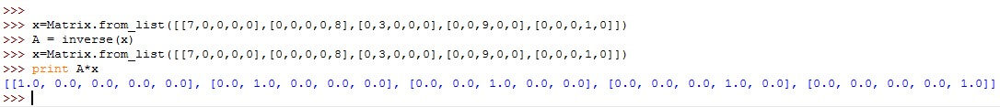 >>>
>>> x=Matrix.from_list([[7,0,0,0,0],[0,0,0,0,8],[0,3,0,0,0],[0,0,9,0,0],[0,0,0,1,0]])
>>> A = inverse(x)
>>> x=Matrix.from_list([[7,0,0,0,0],[0,0,0,0,8],[0,3,0,0,0],[0,0,9,0,0],[0,0,0,1,0]])
>>> print A*x
[[1.0, 0.0, 0.0, 0.0, 0.0], [0.0, 1.0, 0.0, 0.0, 0.0], [0.0, 0.0, 1.0, 0.0, 0.0], [0.0, 0.0, 0.0, 1.0, 0.0], [0.0, 0.0, 0.0, 0.0, 1.0]]
>>>